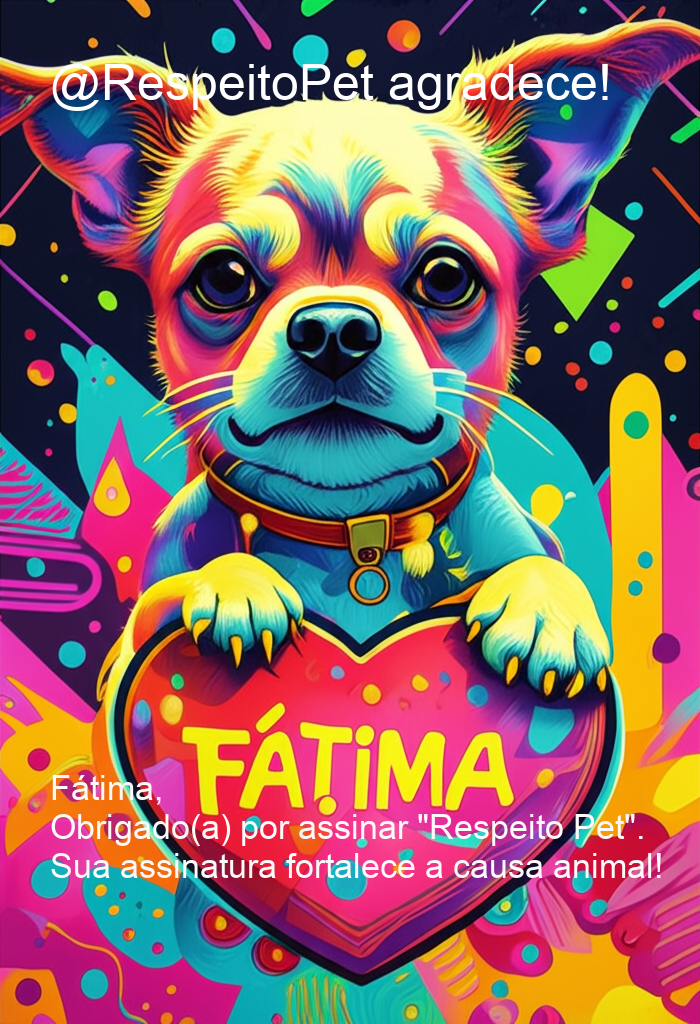 @RespeitoPet agradece!
FÁTIMA
Fátima,
Obrigado(a) por assinar "Respeito Pet".
Sua assinatura fortalece a causa animal!